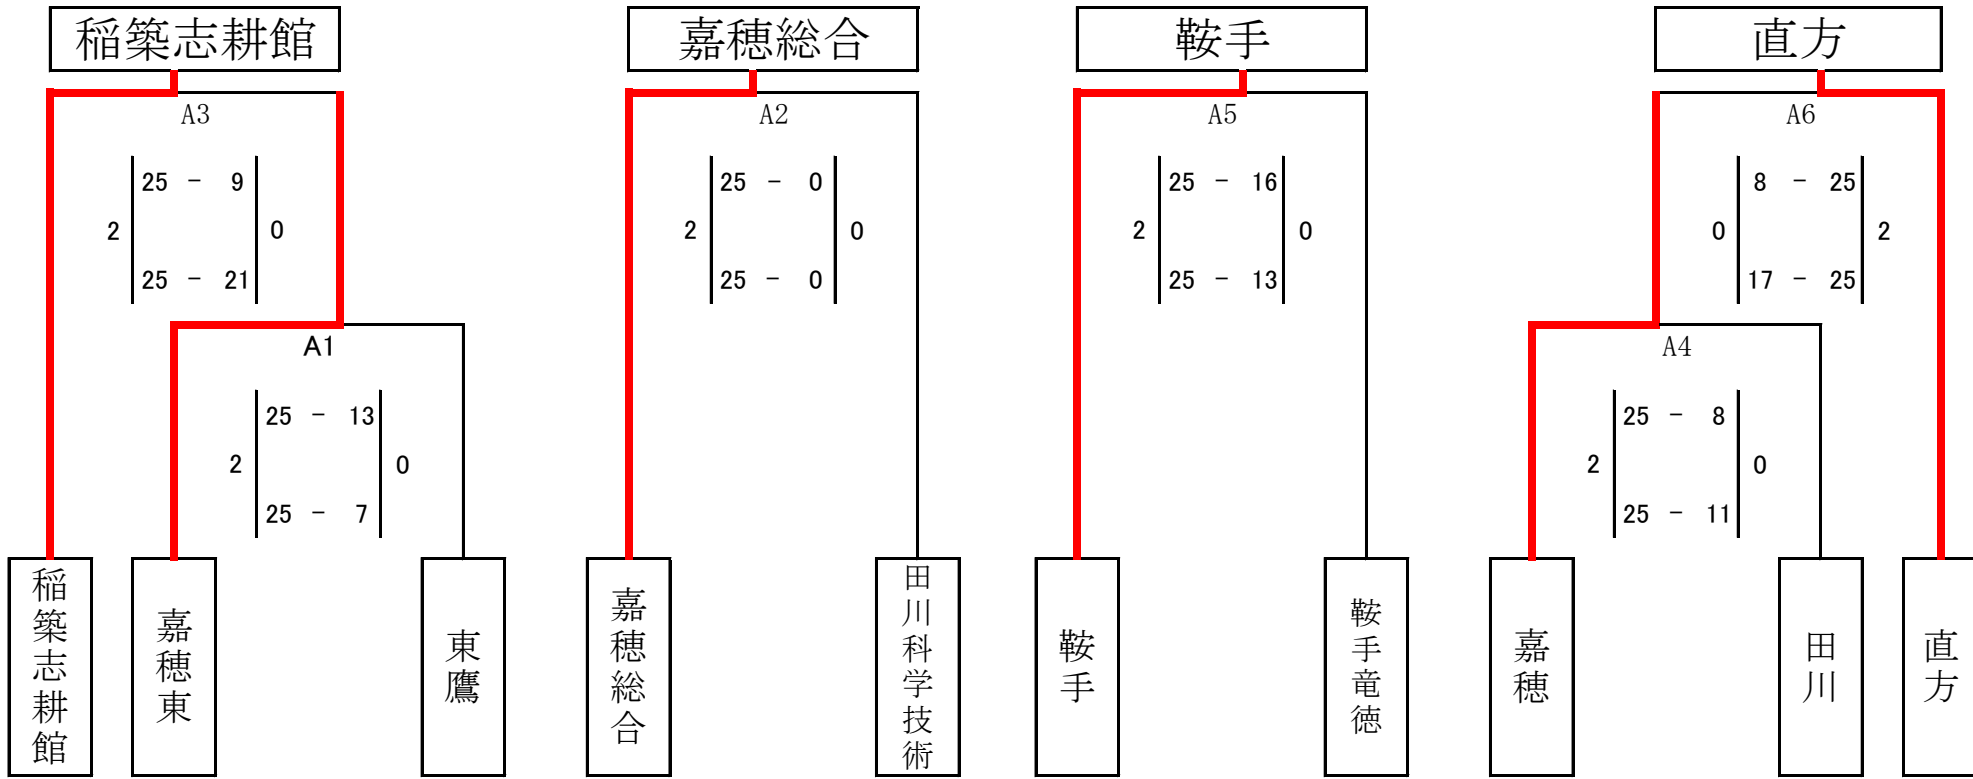 稲築志耕館 嘉穂総合 鞍手 直方
A3 A2 A5 A6
25 - 9 25 - 0 25 - 16 8 - 25
2 0 2 0 2 0 0 2
25 - 21 25 - 0 25 - 13 17 - 25
A1 A4
25 - 13 25 - 8
2 0 2 0
25 - 7 25 - 11
稲築志耕館
嘉穂東
東鷹
嘉穂総合
田川科学技術
鞍手
鞍手竜徳
嘉穂
田川
直方